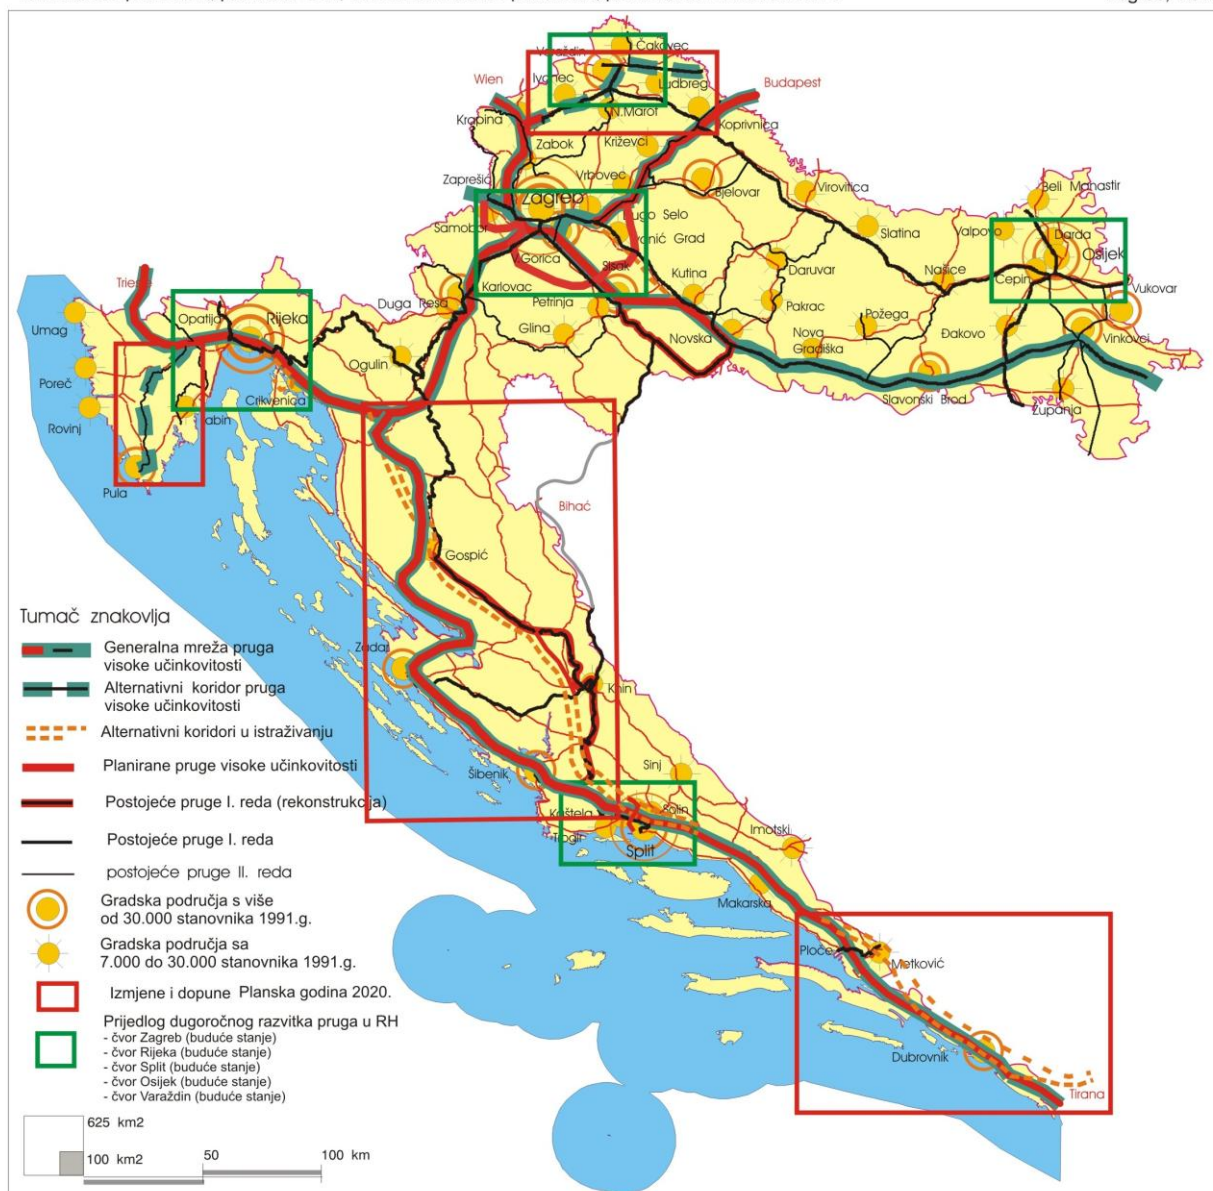 Čakovec
Varaždin
Ivanec
Ludbreg
Wien
Budapest
Krapina
N.Marof
Koprivnica
Zabok
Križevci
Zaprešić
Vrbovec
Bjelovar
Virovitica
Beli Manastir
Zagreb
Samobor
Dugo Selo
Slatina
Valpovo
Darda
Ivanić Grad
Osijek
V.Gorica
Sisak
Kutina
Daruvar
Našice
Cepin
Trieste
Karlovac
Vukovar
Duga Resa
Petrinja
Pakrac
Opatija
Rijeka
Umag
Glina
Požega
Đakovo
Novska
Nova
Gradiška
Vinkovci
Ogulin
Poreč
Crikvenica
Slavonski Brod
Županja
Rovinj
Labin
Pula
Bihać
Gospić
Tumač znakovlja
Generalna mreža pruga
visoke učinkovitosti
Zadar
Alternativni koridor pruga
visoke učinkovitosti
Knin
Alternativni koridori u istraživanju
Planirane pruge visoke učinkovitosti
Šibenik
Sinj
Postojeće pruge I. reda (rekonstrukcija)
Kaštela
Solin
Trogir
Split
Imotski
Postojeće pruge I. reda
postojeće pruge II. reda
Makarska
Gradska područja s više
od 30.000 stanovnika 1991.g.
Gradska područja sa
7.000 do 30.000 stanovnika 1991.g.
Ploče
Metković
Izmjene i dopune Planska godina 2020.
Prijedlog dugoročnog razvitka pruga u RH
- čvor Zagreb (buduće stanje)
- čvor Rijeka (buduće stanje)
- čvor Split (buduće stanje)
- čvor Osijek (buduće stanje)
- čvor Varaždin (buduće stanje)
Dubrovnik
Tirana
625 km2
100 km2
50
100 km